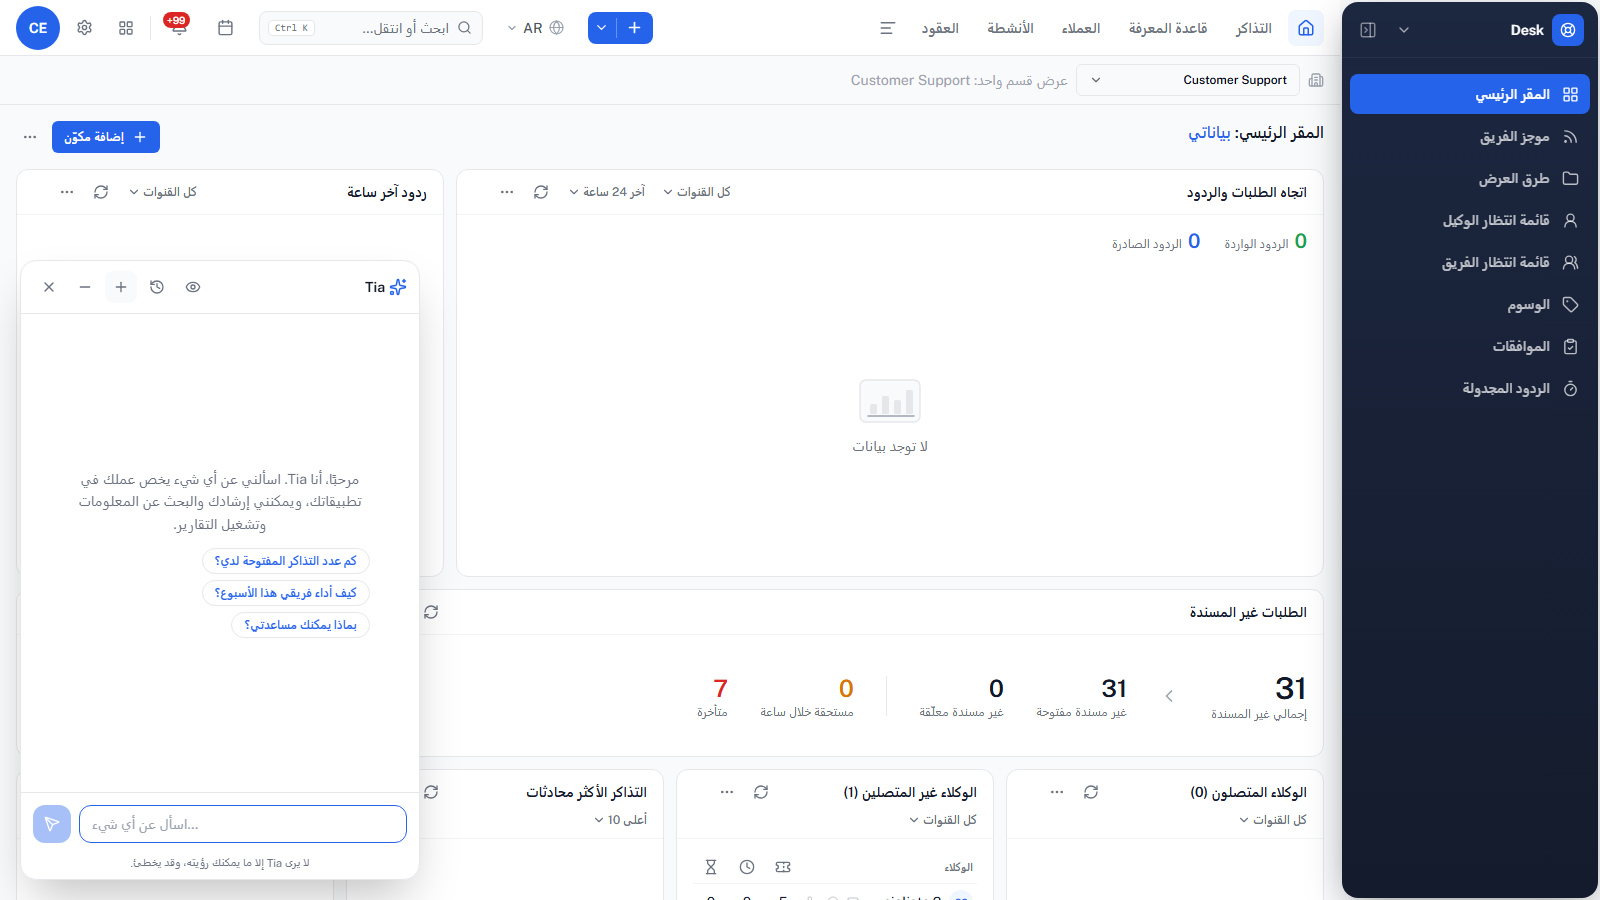 Desk
المقر الرئيسي
موجز الفريق
طرق العرض
قائمة انتظار الوكيل
قائمة انتظار الفريق
الوسوم
الموافقات
الردود المجدولة
التذاكر
قاعدة المعرفة
العملاء
الأنشطة
العقود
AR
ابحث أو انتقل...
Ctrl K
+99
CE
Customer Support
عرض قسم واحد: Customer Support
المقر الرئيسي: بياناتي
إضافة مكوّن
اتجاه الطلبات والردود
كل القنوات
آخر 24 ساعة
0 الردود الواردة
0 الردود الصادرة
لا توجد بيانات
ردود آخر ساعة
كل القنوات
الطلبات غير المسندة
31
إجمالي غير المسندة
31
غير مسندة مفتوحة
0
غير مسندة معلّقة
0
مستحقة خلال ساعة
7
متأخرة
الوكلاء المتصلون (0)
كل القنوات
الوكلاء غير المتصلين (1)
كل القنوات
الوكلاء
التذاكر الأكثر محادثات
أعلى 10
Tia
مرحبًا، أنا Tia. اسألني عن أي شيء يخص عملك في
تطبيقاتك، ويمكنني إرشادك والبحث عن المعلومات
وتشغيل التقارير.
كم عدد التذاكر المفتوحة لدي؟
كيف أداء فريقي هذا الأسبوع؟
بماذا يمكنك مساعدتي؟
اسأل عن أي شيء...
لا يرى Tia إلا ما يمكنك رؤيته، وقد يخطئ.